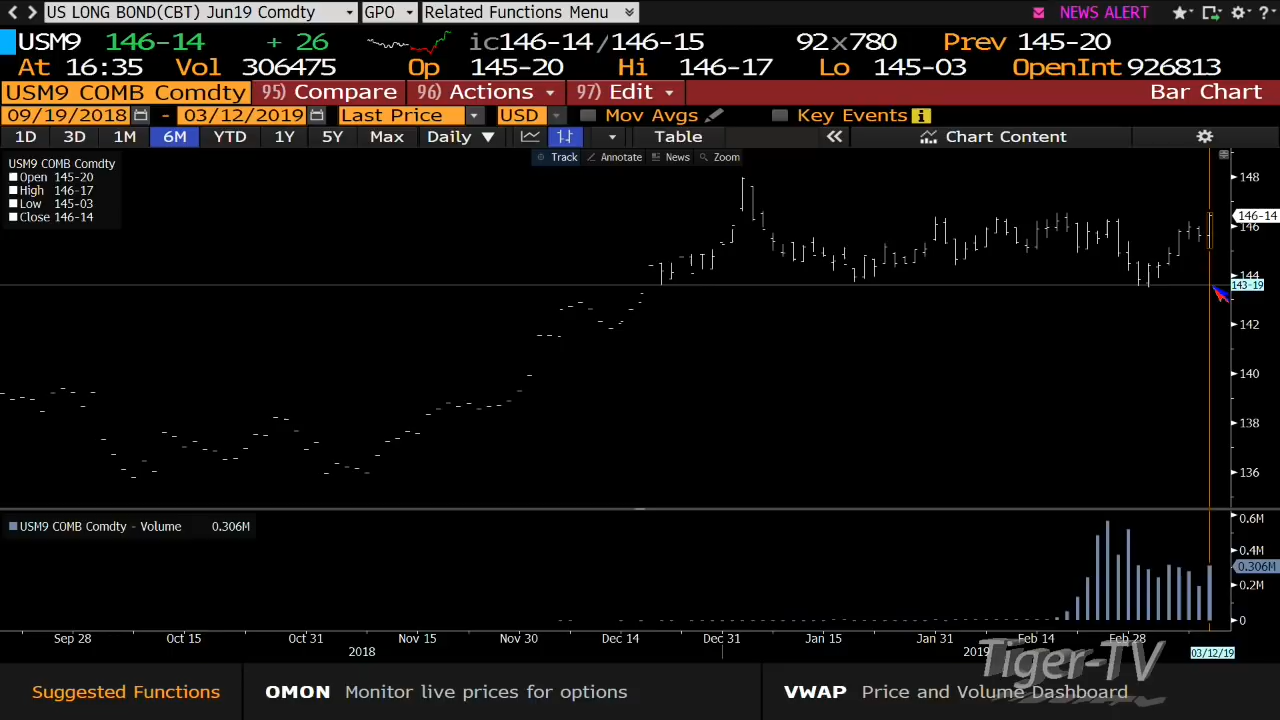 US LONG BOND(CBT) Jun19 Comdty GPO Related Functions Menu NEWS ALERT ?
USM9 146-14 + 26 ic146-14/146-15 92x780 Prev 145-20
At 16:35 Vol 306475 Op 145-20 Hi 146-17 Lo 145-03 OpenInt 926813
USM9 COMB Comdty 95) Compare 96) Actions 97) Edit Bar Chart
09/19/2018 - 03/12/2019 Last Price USD Mov Avgs Key Events i
1D 3D 1M 6M YTD 1Y 5Y Max Daily Table Chart Content
Track Annotate News Zoom
USM9 COMB Comdty
Open 145-20
High 146-17
Low 145-03
Close 146-14
148
146-14
146
144
143-19
142
140
138
136
USM9 COMB Comdty - Volume 0.306M
0.6M
0.4M
0.306M
0.2M
0
Sep 28 Oct 15 Oct 31 Nov 15 Nov 30 Dec 14 Dec 31 Jan 15 Jan 31 Feb 14 Feb 28
2018 2019 03/12/19
Tiger-TV
Suggested Functions OMON Monitor live prices for options VWAP Price and Volume Dashboard